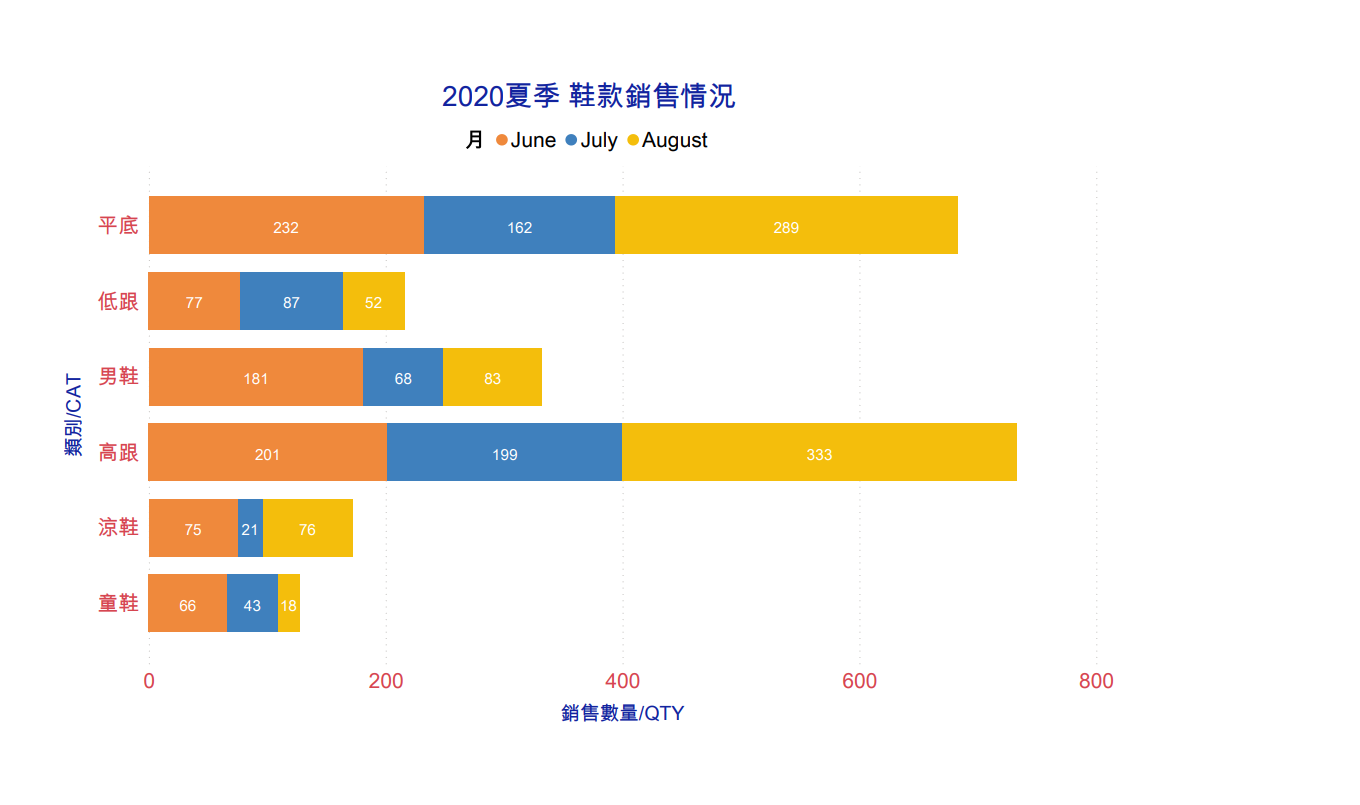 2020夏季 鞋款銷售情況
月 June July August
平底 232 162 289
低跟 77 87 52
男鞋 181 68 83
類別/CAT
高跟 201 199 333
涼鞋 75 21 76
童鞋 66 43 18
0 200 400 600 800
銷售數量/QTY